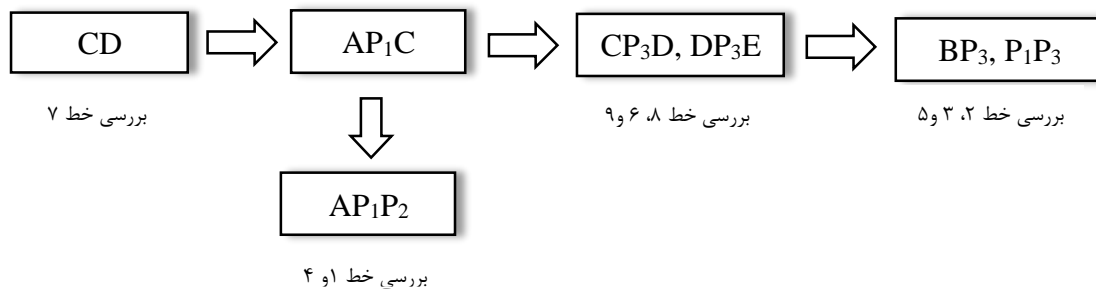 CD
AP₁C
CP₃D, DP₃E
BP₃, P₁P₃
بررسی خط ۷
بررسی خط ۸، ۶ و۹
بررسی خط ۲، ۳ و۵
AP₁P₂
بررسی خط ۱و ۴